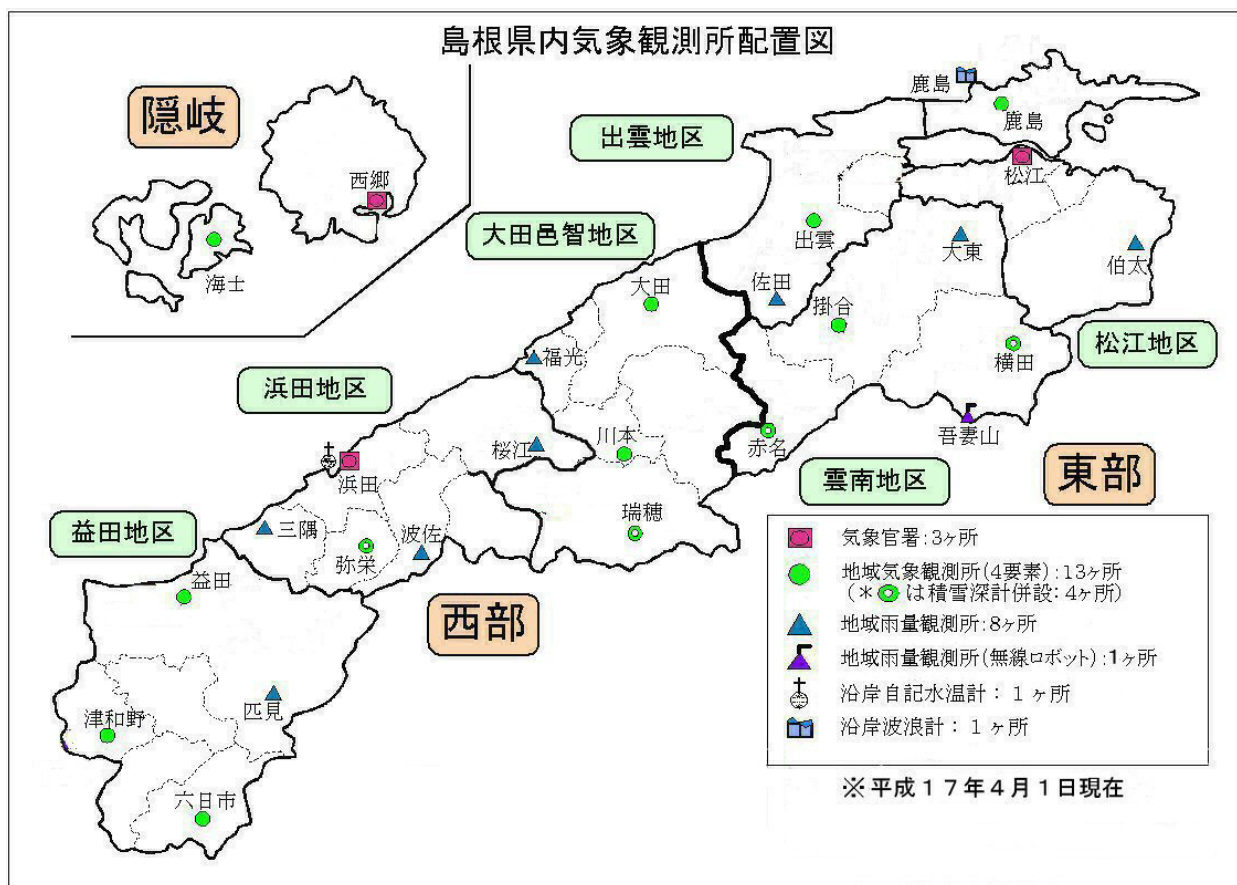 島根県内気象観測所配置図
隠岐
西郷
海士
鹿島
鹿島
出雲地区
松江
大田邑智地区
出雲
大東
伯太
佐田
大田
掛合
松江地区
横田
福光
浜田地区
吾妻山
赤名
川本
桜江
東部
雲南地区
浜田
益田地区
三隅
弥栄
波佐
瑞穂
益田
西部
匹見
津和野
六日市
気象官署:3ヶ所
地域気象観測所(4要素):13ヶ所
(*◎は積雪深計併設:4ヶ所)
地域雨量観測所:8ヶ所
地域雨量観測所(無線ロボット):1ヶ所
沿岸自記水温計: 1ヶ所
沿岸波浪計: 1ヶ所
※平成17年4月1日現在